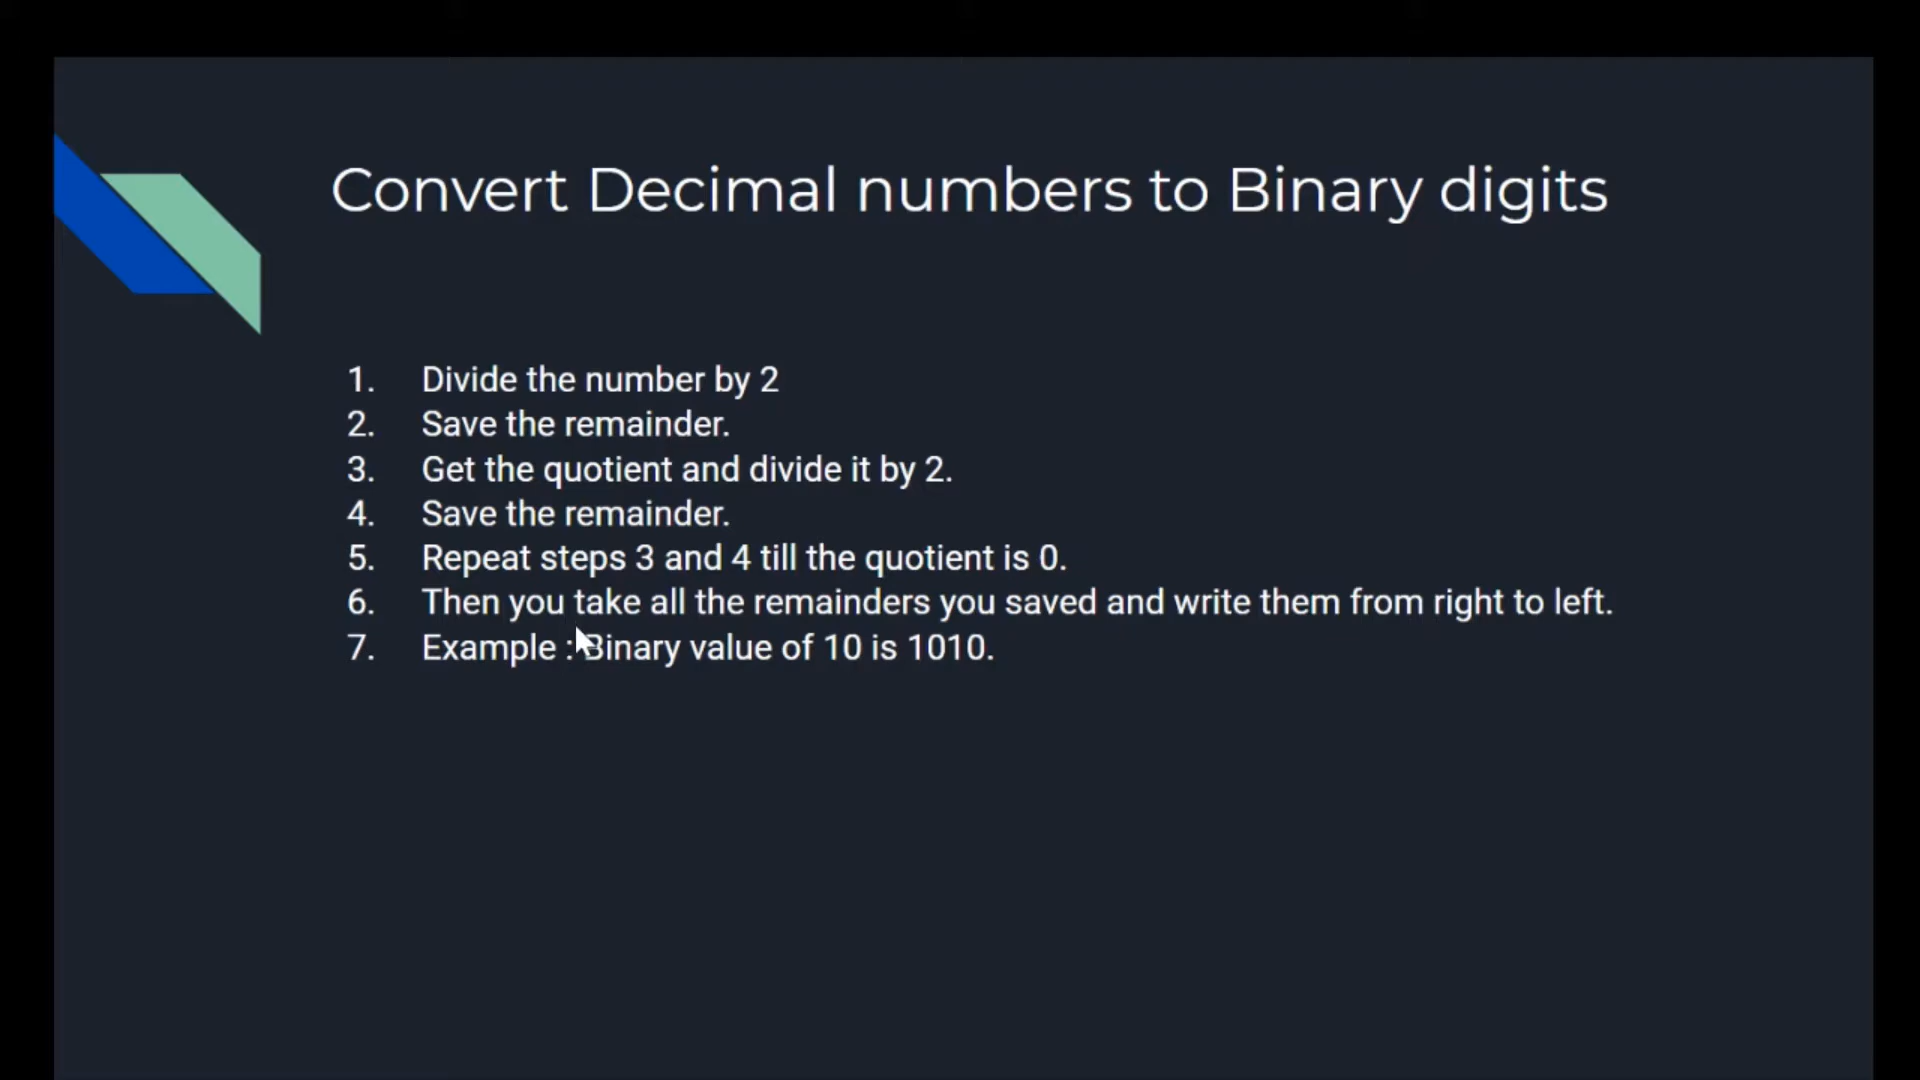 Convert Decimal numbers to Binary digits
1. Divide the number by 2
2. Save the remainder.
3. Get the quotient and divide it by 2.
4. Save the remainder.
5. Repeat steps 3 and 4 till the quotient is 0.
6. Then you take all the remainders you saved and write them from right to left.
7. Example : Binary value of 10 is 1010.